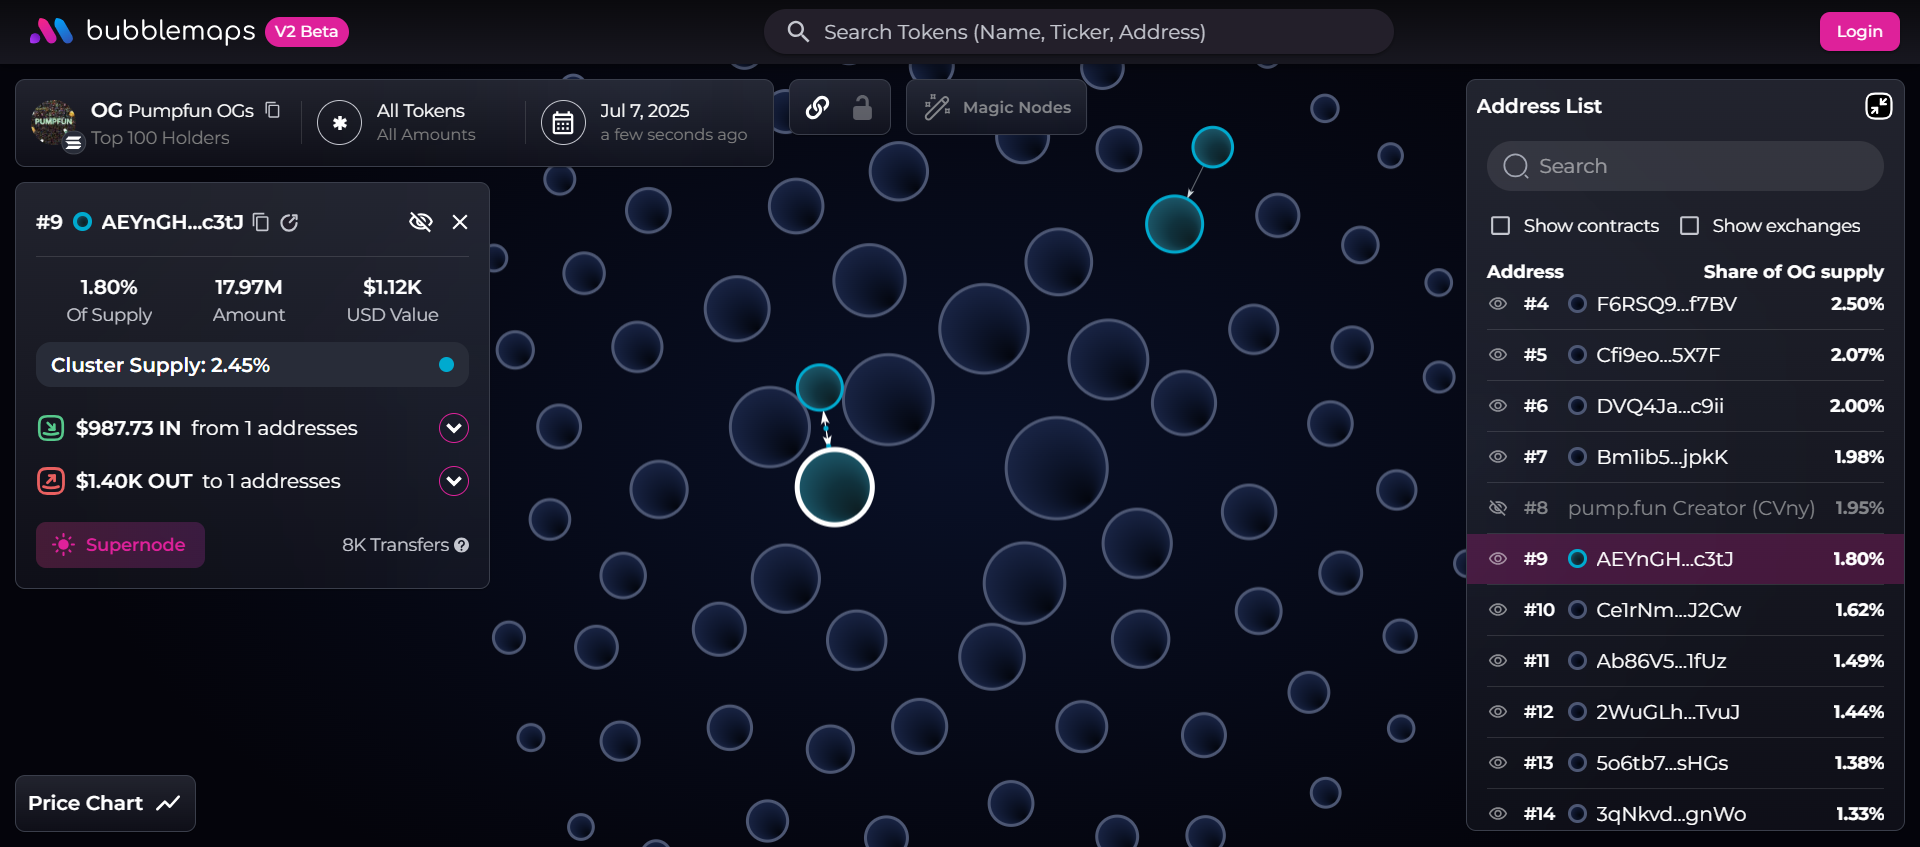 bubblemaps V2 Beta
Search Tokens (Name, Ticker, Address)
Login
PUMPFUN
OG Pumpfun OGs
Top 100 Holders
All Tokens
All Amounts
Jul 7, 2025
a few seconds ago
Magic Nodes
#9 AEYnGH...c3tJ
1.80% 17.97M $1.12K
Of Supply Amount USD Value
Cluster Supply: 2.45%
$987.73 IN from 1 addresses
$1.40K OUT to 1 addresses
Supernode 8K Transfers ?
Price Chart
Address List
Search
Show contracts Show exchanges
Address Share of OG supply
#4 F6RSQ9...f7BV 2.50%
#5 Cfi9eo...5X7F 2.07%
#6 DVQ4Ja...c9ii 2.00%
#7 Bm1ib5...jpkK 1.98%
#8 pump.fun Creator (CVny) 1.95%
#9 AEYnGH...c3tJ 1.80%
#10 Ce1rNm...J2Cw 1.62%
#11 Ab86V5...1fUz 1.49%
#12 2WuGLh...TvuJ 1.44%
#13 5o6tb7...sHGs 1.38%
#14 3qNkvd...gnWo 1.33%